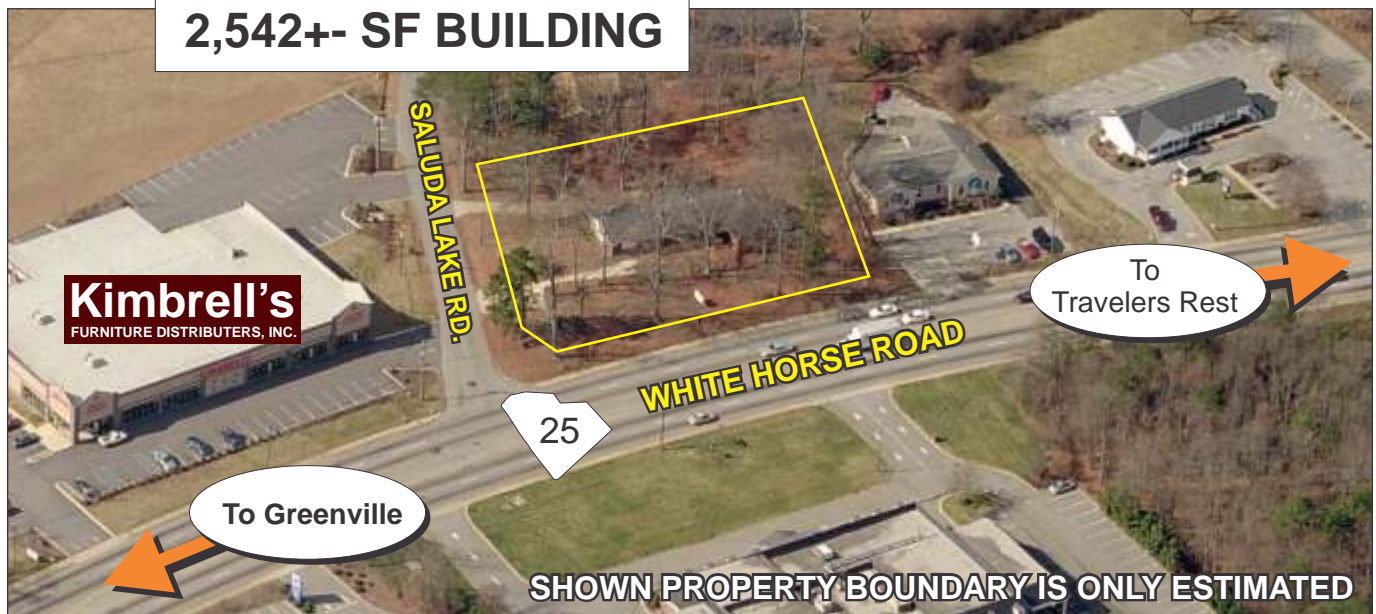 2,542+- SF BUILDING
SALUDA LAKE RD.
Kimbrell's
FURNITURE DISTRIBUTERS, INC.
To
Travelers Rest
WHITE HORSE ROAD
25
To Greenville
SHOWN PROPERTY BOUNDARY IS ONLY ESTIMATED